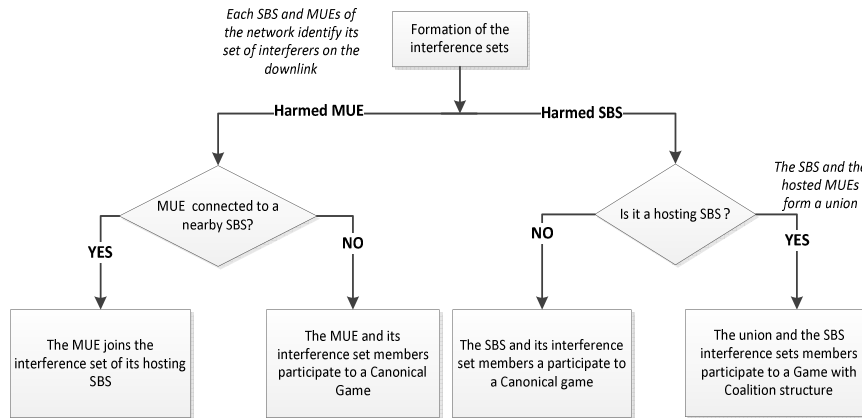 Each SBS and MUEs of
the network identify its
set of interferers on the
downlink
Formation of the
interference sets
Harmed MUE
Harmed SBS
MUE connected to a
nearby SBS?
Is it a hosting SBS ?
The SBS and the
hosted MUEs
form a union
YES
NO
NO
YES
The MUE joins the
interference set of its hosting
SBS
The MUE and its
interference set members
participate to a Canonical
Game
The SBS and its interference
set members a participate to
a Canonical game
The union and the SBS
interference sets members
participate to a Game with
Coalition structure